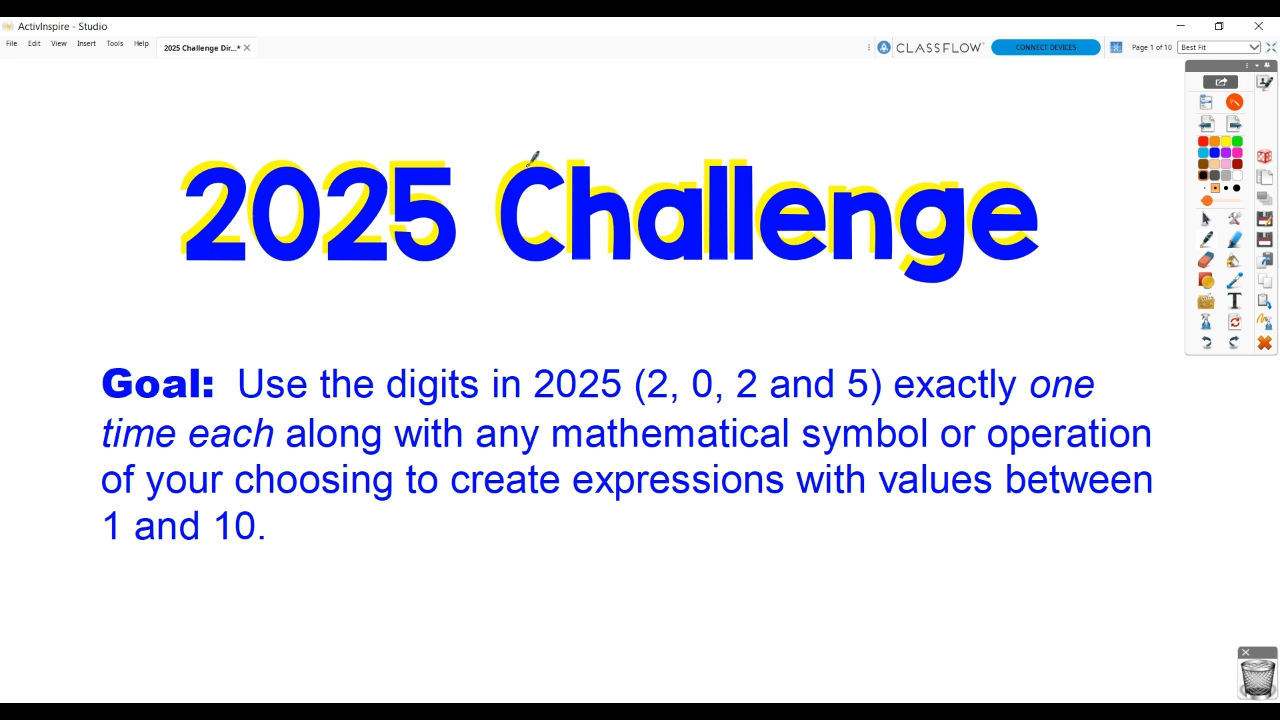 ActivInspire - Studio
File Edit View Insert Tools Help 2025 Challenge Dir...* CLASSFLOW CONNECT DEVICES Page 1 of 10 Best Fit
2025 Challenge
Goal: Use the digits in 2025 (2, 0, 2 and 5) exactly one
time each along with any mathematical symbol or operation
of your choosing to create expressions with values between
1 and 10.